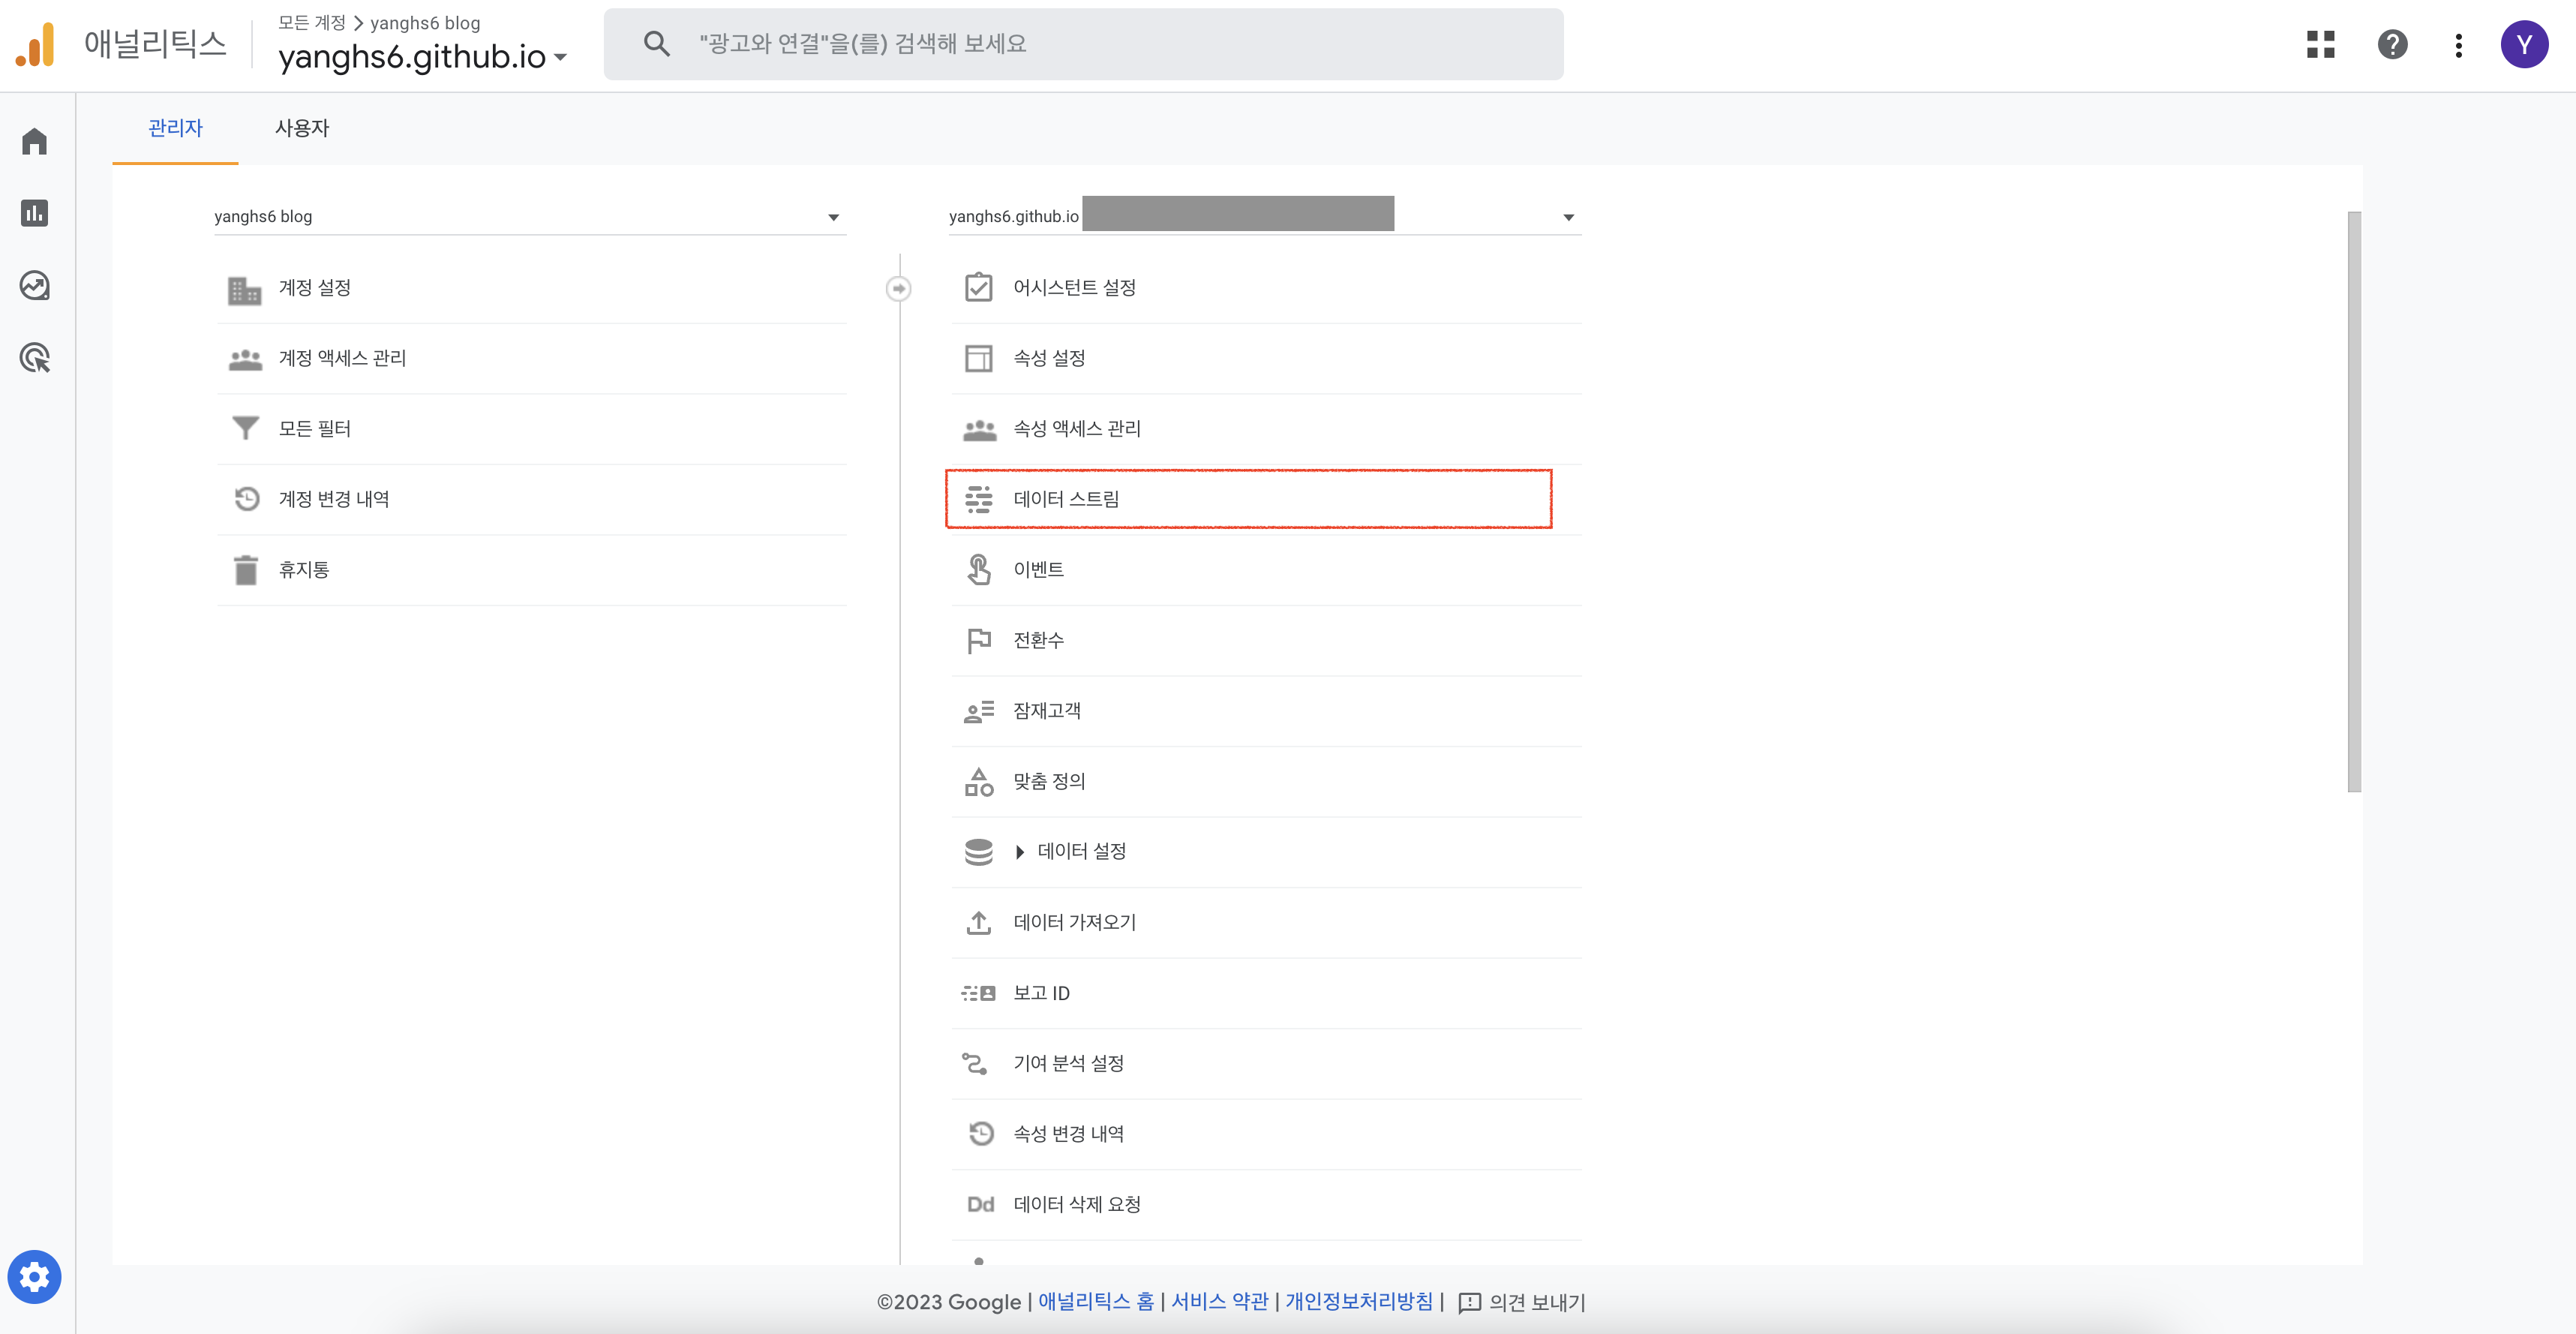 애널리틱스
모든 계정 > yanghs6 blog
yanghs6.github.io
"광고와 연결"을(를) 검색해 보세요
Y
관리자
사용자
yanghs6 blog
계정 설정
계정 액세스 관리
모든 필터
계정 변경 내역
휴지통
yanghs6.github.io
어시스턴트 설정
속성 설정
속성 액세스 관리
데이터 스트림
이벤트
전환수
잠재고객
맞춤 정의
데이터 설정
데이터 가져오기
보고 ID
기여 분석 설정
속성 변경 내역
Dd 데이터 삭제 요청
©2023 Google | 애널리틱스 홈 | 서비스 약관 | 개인정보처리방침 | 의견 보내기